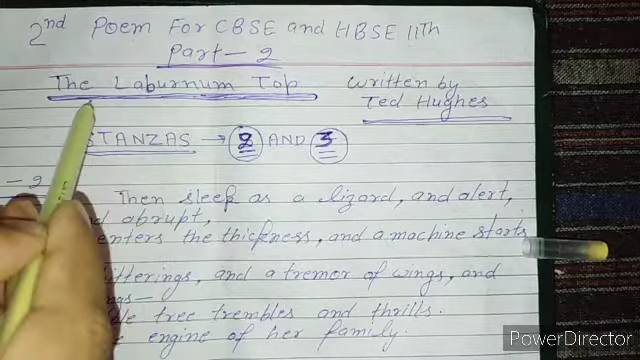 2nd Poem For CBSE and HBSE 11Th
Part-2
The Laburnum Top written by
Ted Hughes
STANZAS → 2 AND 3
- 2 Then sleek as a lizard, and alert,
abrupt,
enters the thickness, and a machine starts
and a tremor of wings, and
tree trembles and thrills.
engine of her family.
PowerDirector